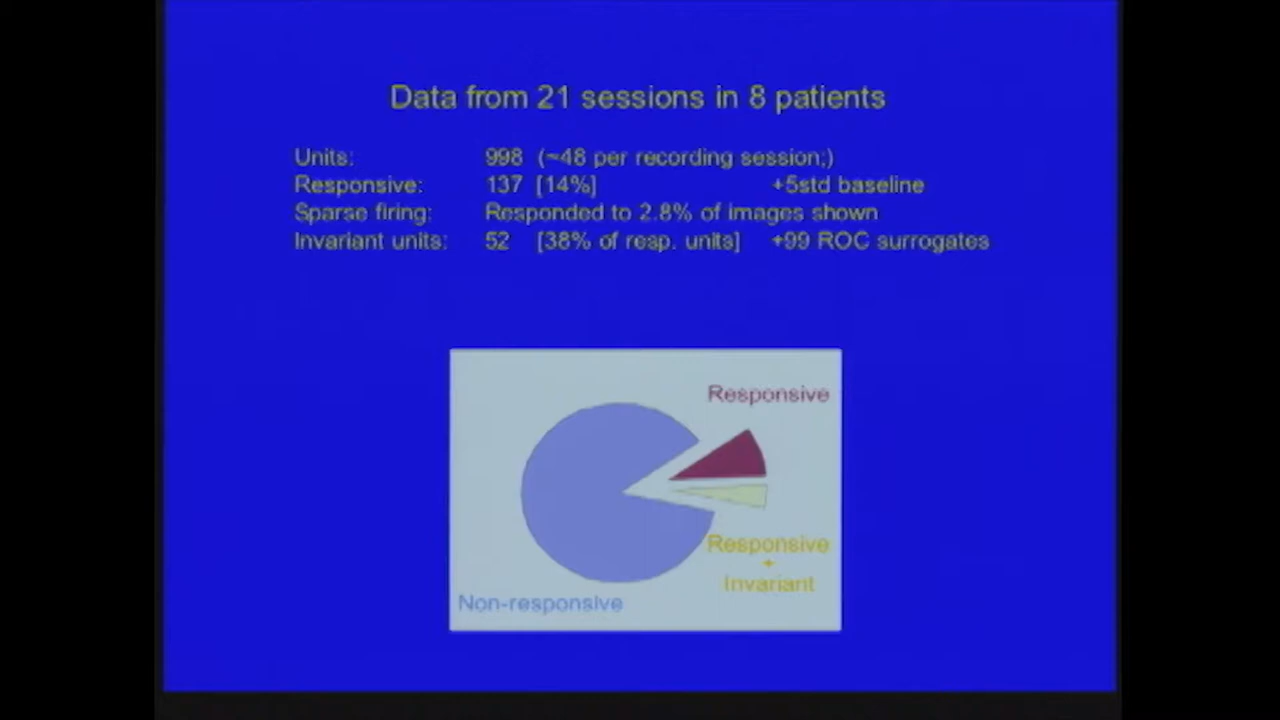 Data from 21 sessions in 8 patients
Units: 998 (~48 per recording session;)
Responsive: 137 [14%] +5std baseline
Sparse firing: Responded to 2.8% of images shown
Invariant units: 52 [38% of resp. units] +99 ROC surrogates
Responsive
Responsive
+
Invariant
Non-responsive